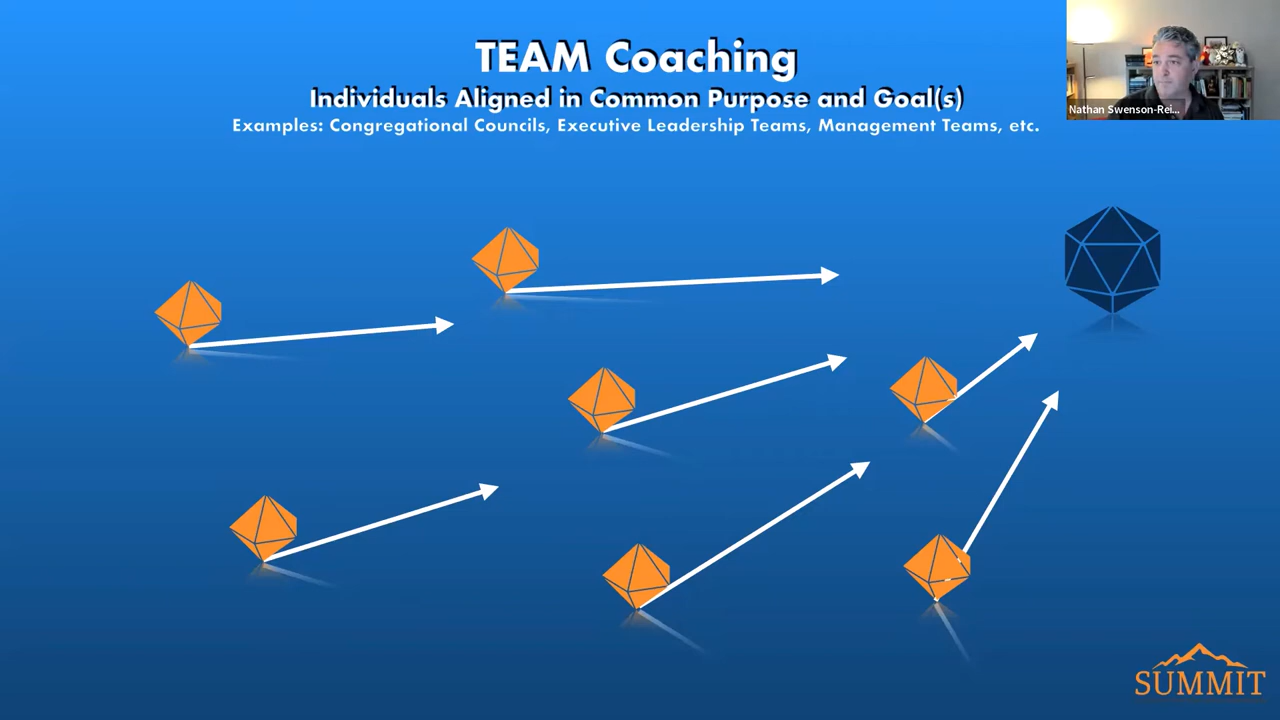 TEAM Coaching
Individuals Aligned in Common Purpose and Goal(s)
Examples: Congregational Councils, Executive Leadership Teams, Management Teams, etc.
Nathan Swenson-Rei...
SUMMIT